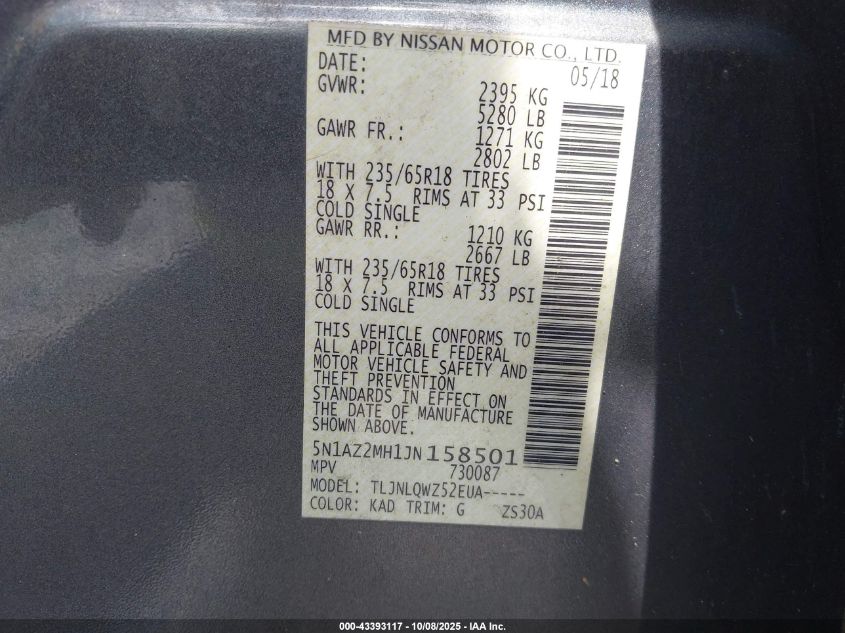 MFD BY NISSAN MOTOR CO., LTD.
DATE: 05/18
GVWR: 2395 KG
5280 LB
GAWR FR.: 1271 KG
2802 LB
WITH 235/65R18 TIRES
18 X 7.5 RIMS AT 33 PSI
COLD SINGLE
GAWR RR.: 1210 KG
2667 LB
WITH 235/65R18 TIRES
18 X 7.5 RIMS AT 33 PSI
COLD SINGLE
THIS VEHICLE CONFORMS TO
ALL APPLICABLE FEDERAL
MOTOR VEHICLE SAFETY AND
THEFT PREVENTION
STANDARDS IN EFFECT ON
THE DATE OF MANUFACTURE
SHOWN ABOVE.
5N1AZ2MH1JN158501
MPV 730087
MODEL: TLJNLQWZ52EUA-----
COLOR: KAD TRIM: G ZS30A
000-43393117 - 10/08/2025 - IAA Inc.